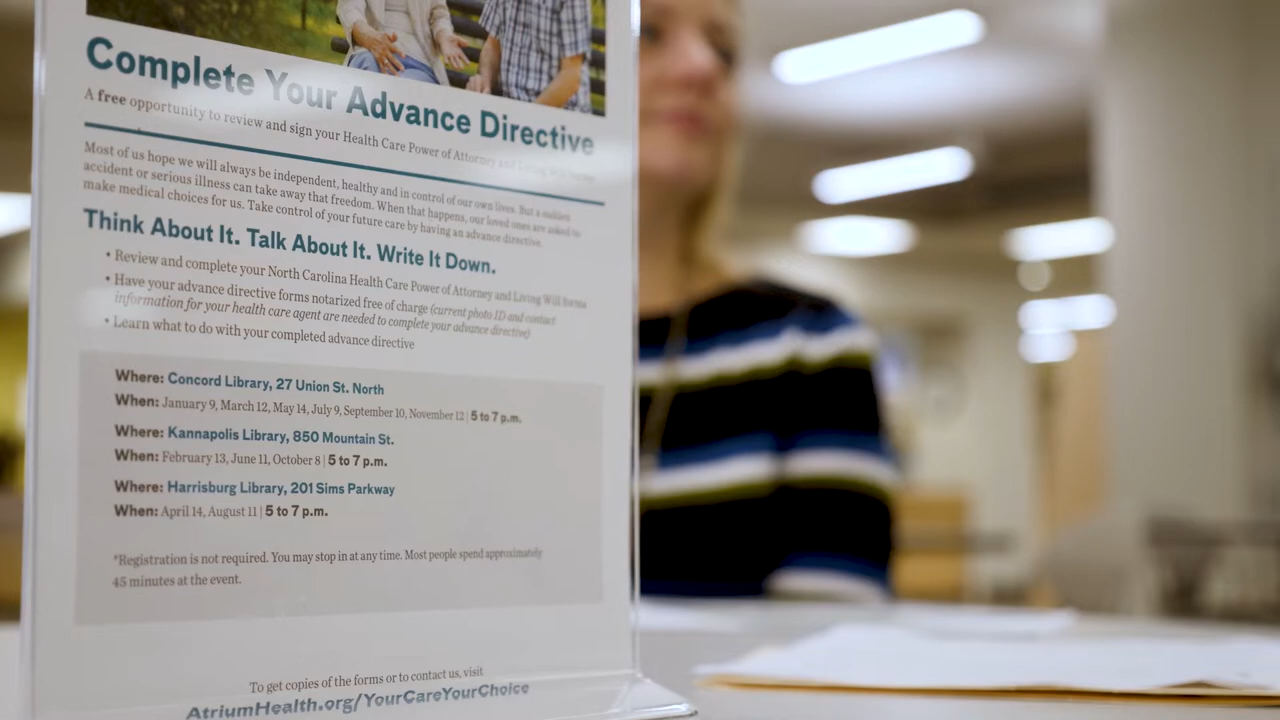 Complete Your Advance Directive
A free opportunity to review and sign your Health Care Power of Attorney and Living Will forms
Most of us hope we will always be independent, healthy and in control of our own lives. But a sudden
accident or serious illness can take away that freedom. When that happens, our loved ones are asked to
make medical choices for us. Take control of your future care by having an advance directive.
Think About It. Talk About It. Write It Down.
• Review and complete your North Carolina Health Care Power of Attorney and Living Will forms
• Have your advance directive forms notarized free of charge (current photo ID and contact
information for your health care agent are needed to complete your advance directive)
• Learn what to do with your completed advance directive
Where: Concord Library, 27 Union St. North
When: January 9, March 12, May 14, July 9, September 10, November 12 | 5 to 7 p.m.
Where: Kannapolis Library, 850 Mountain St.
When: February 13, June 11, October 8 | 5 to 7 p.m.
Where: Harrisburg Library, 201 Sims Parkway
When: April 14, August 11 | 5 to 7 p.m.
*Registration is not required. You may stop in at any time. Most people spend approximately
45 minutes at the event.
To get copies of the forms or to contact us, visit
AtriumHealth.org/YourCareYourChoice